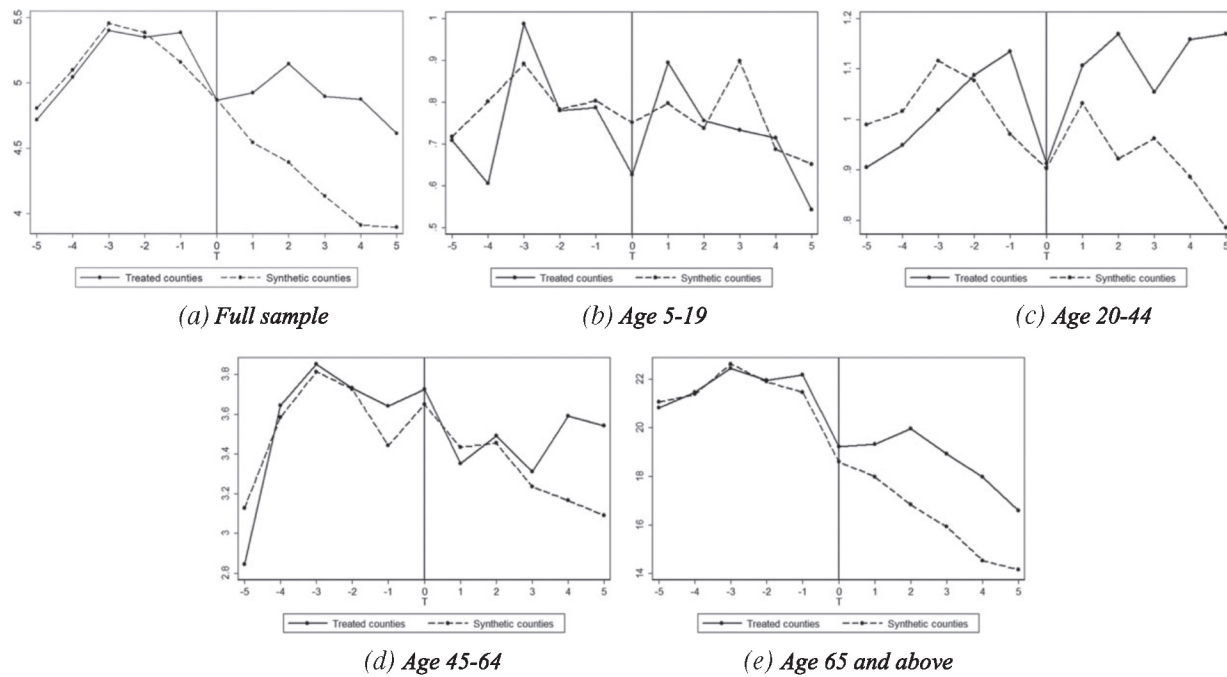 5.5
5
4.5
4
-5 -4 -3 -2 -1 0 1 2 3 4 5
T
Treated counties Synthetic counties
(a) Full sample
1
.9
.8
.7
.6
.5
-5 -4 -3 -2 -1 0 1 2 3 4 5
T
Treated counties Synthetic counties
(b) Age 5-19
1.2
1.1
1
.9
.8
-5 -4 -3 -2 -1 0 1 2 3 4 5
T
Treated counties Synthetic counties
(c) Age 20-44
3.8
3.6
3.4
3.2
3
2.8
-5 -4 -3 -2 -1 0 1 2 3 4 5
T
Treated counties Synthetic counties
(d) Age 45-64
22
20
18
16
14
-5 -4 -3 -2 -1 0 1 2 3 4 5
T
Treated counties Synthetic counties
(e) Age 65 and above